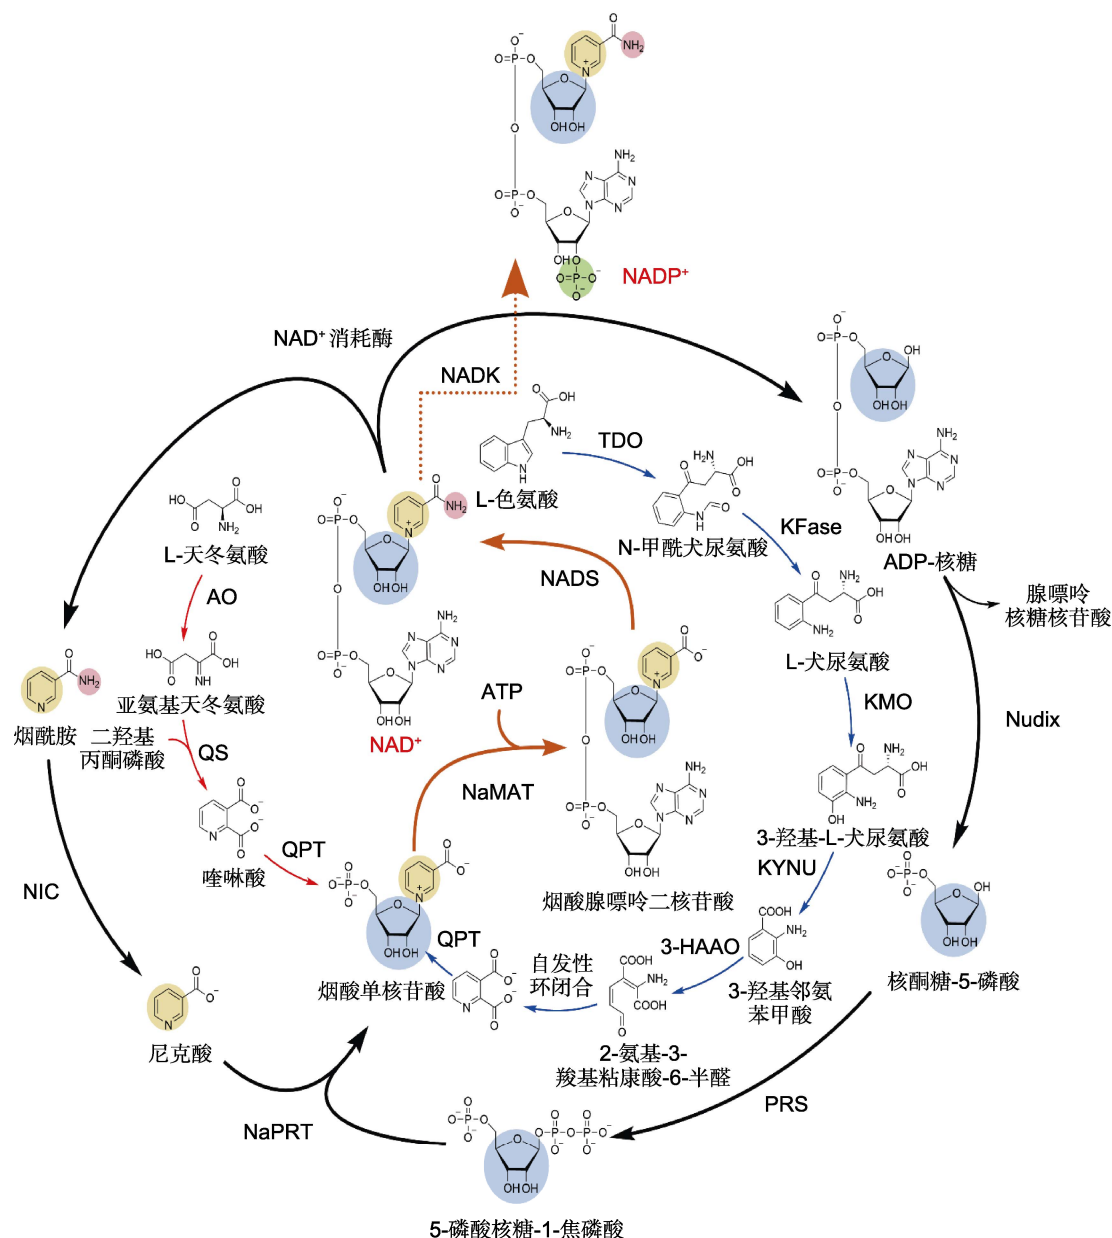 NADP⁺
NAD⁺消耗酶
NADK
L-色氨酸
TDO
N-甲酰犬尿氨酸
KFase
ADP-核糖
腺嘌呤
核糖核苷酸
L-天冬氨酸
AO
亚氨基天冬氨酸
NADS
L-犬尿氨酸
KMO
Nudix
烟酰胺
二羟基
丙酮磷酸
QS
NAD⁺
ATP
NaMAT
3-羟基-L-犬尿氨酸
KYNU
喹啉酸
QPT
NIC
烟酸腺嘌呤二核苷酸
3-HAAO
核酮糖-5-磷酸
QPT
烟酸单核苷酸
自发性
环闭合
3-羟基邻氨
苯甲酸
尼克酸
2-氨基-3-
羧基粘康酸-6-半醛
NaPRT
PRS
5-磷酸核糖-1-焦磷酸